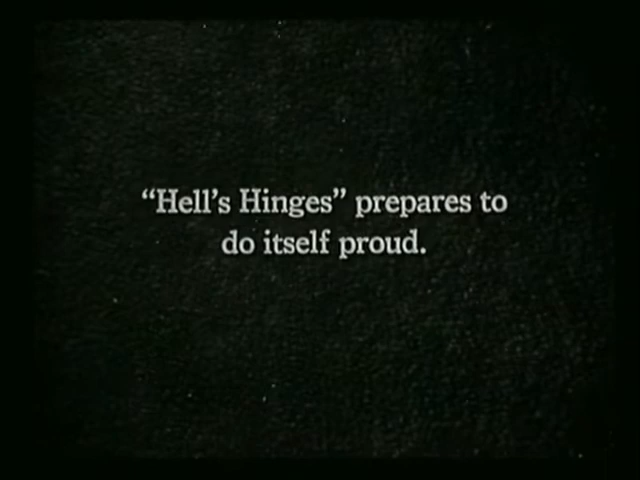 “Hell’s Hinges” prepares to
do itself proud.